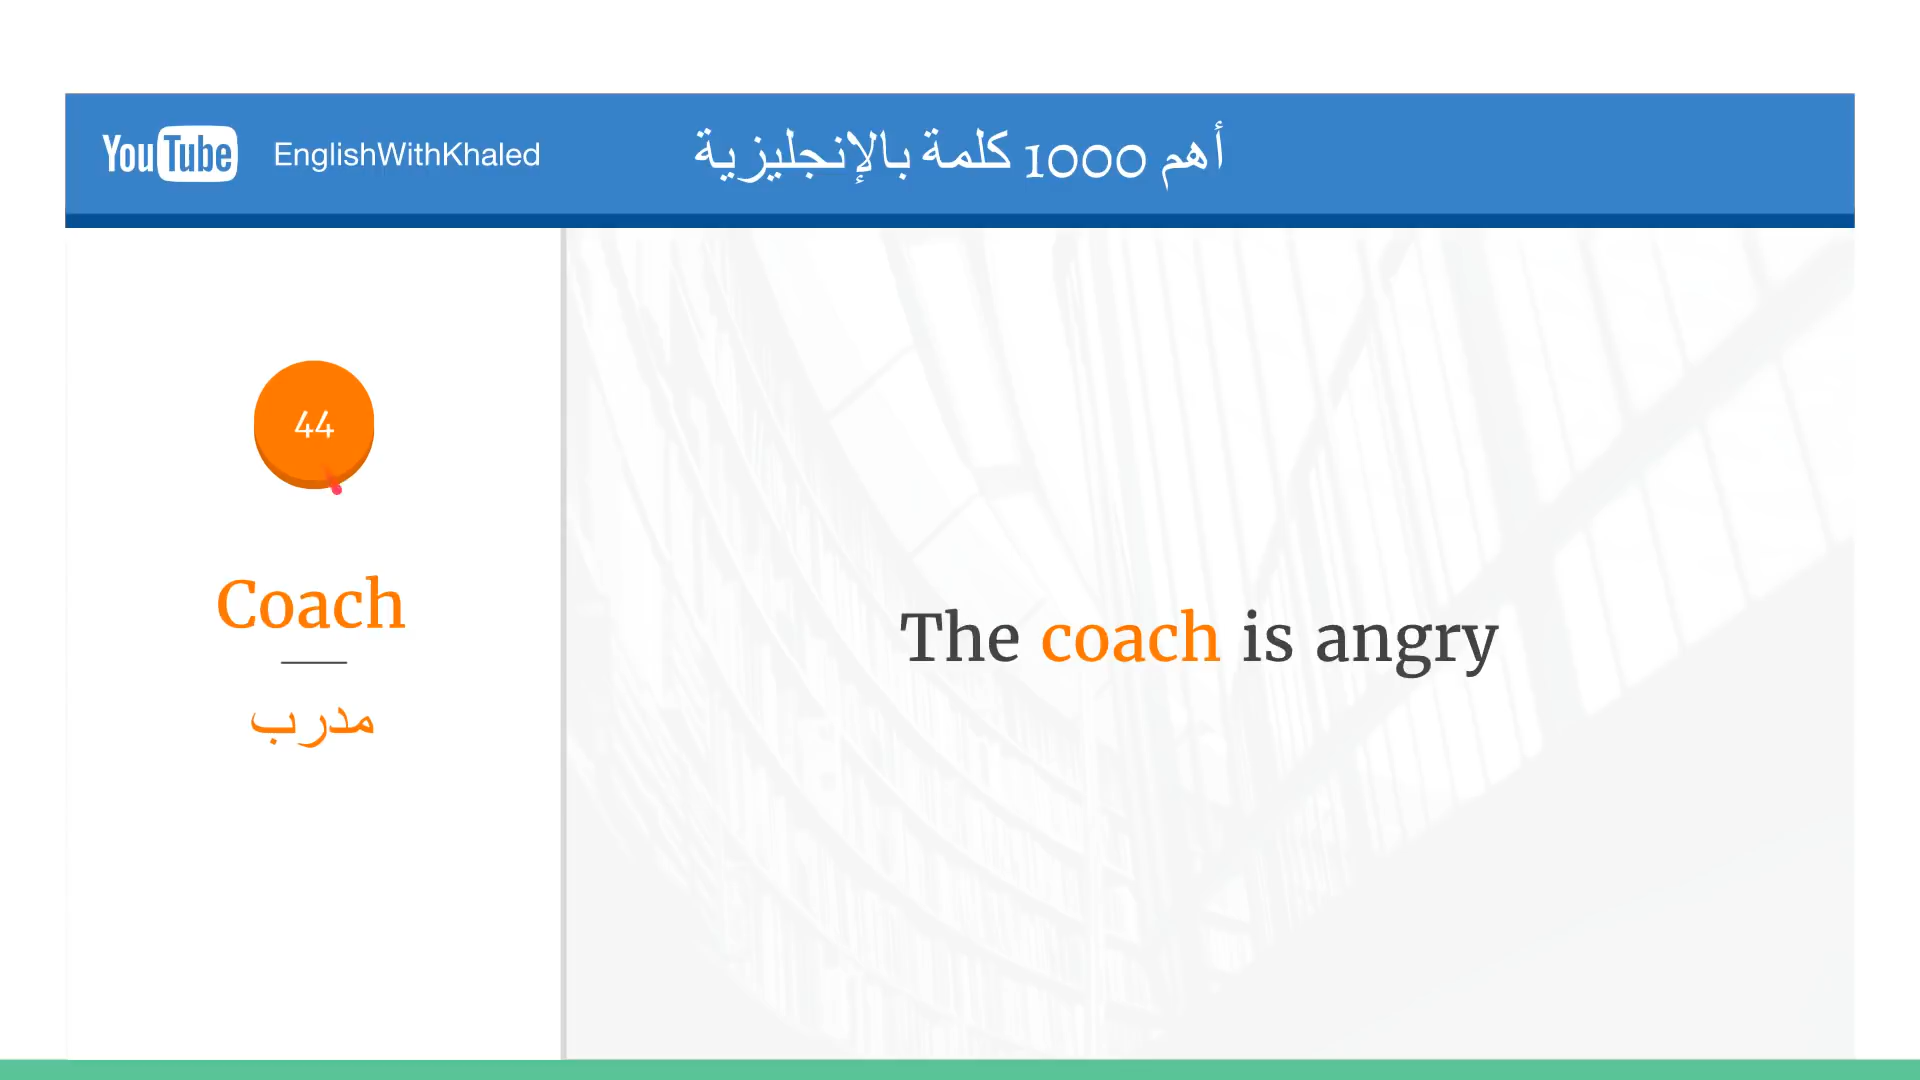 YouTube EnglishWithKhaled
أهم 1000 كلمة بالإنجليزية
44
Coach
مدرب
The coach is angry